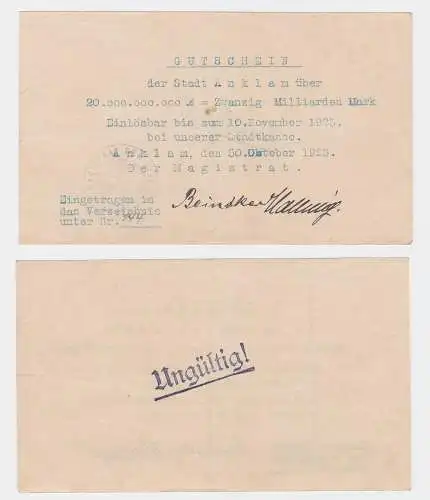 GUTSCHEIN
der Stadt Anklam über
20.000.000.000 M = Zwanzig Milliarden Mark
Einlösbar bis zum 10.November 1923.
bei unserer Stadtkasse.
Anklam, den 30.Oktober 1923.
Der Magistrat.
Eingetragen in
das Verzeichnis
unter Nr.
Ungültig!